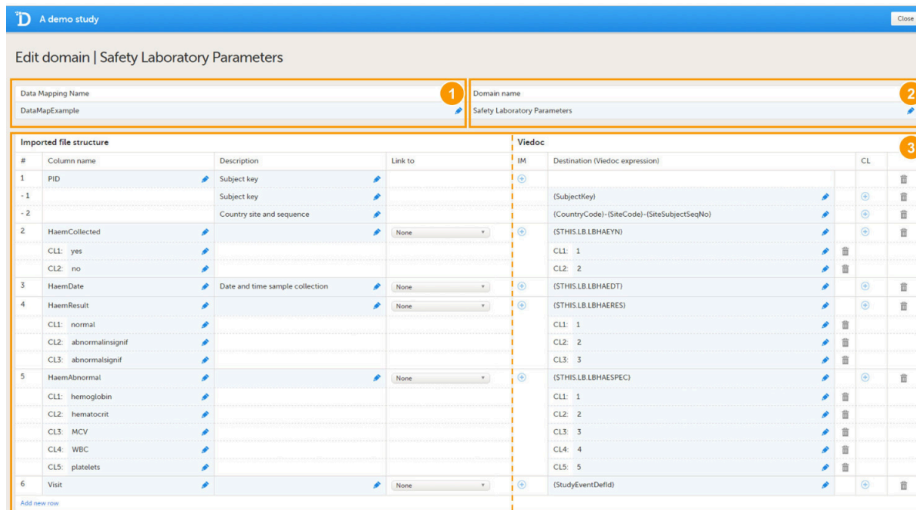 A demo study Close
Edit domain | Safety Laboratory Parameters
Data Mapping Name 1 Domain name 2
DataMapExample Safety Laboratory Parameters
Imported file structure Viedoc 3
# Column name Description Link to IM Destination (Viedoc expression) CL
1 PID Subject key
- 1 Subject key {SubjectKey}
- 2 Country site and sequence {CountryCode}-{SiteCode}-{SiteSubjectSeqNo}
2 HaemCollected None {$THIS.LB.LBHAEYN}
CL1: yes CL1: 1
CL2: no CL2: 2
3 HaemDate Date and time sample collection None {$THIS.LB.LBHAEDT}
4 HaemResult None {$THIS.LB.LBHAERES}
CL1: normal CL1: 1
CL2: abnormalinsignif CL2: 2
CL3: abnormalsignif CL3: 3
5 HaemAbnormal None {$THIS.LB.LBHAESPEC}
CL1: hemoglobin CL1: 1
CL2: hematocrit CL2: 2
CL3: MCV CL3: 3
CL4: WBC CL4: 4
CL5: platelets CL5: 5
6 Visit None {StudyEventDefId}
Add new row